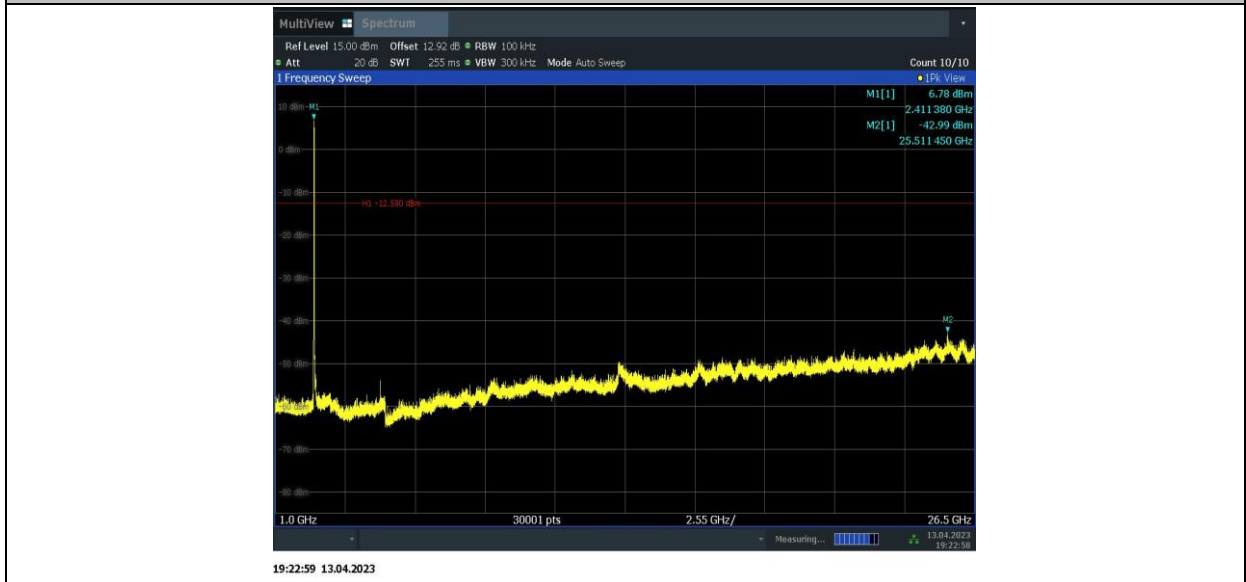 MultiView Spectrum
Ref Level 15.00 dBm Offset 12.92 dB RBW 100 kHz
Att 20 dB SWT 255 ms VBW 300 kHz Mode Auto Sweep Count 10/10
1 Frequency Sweep 1Pk View
M1[1] 6.78 dBm
2.411380 GHz
M2[1] -42.99 dBm
25.511450 GHz
10 dBm
M1
0 dBm
-10 dBm
H1 -12.590 dBm
-20 dBm
-30 dBm
-40 dBm
M2
-50 dBm
-60 dBm
-70 dBm
-80 dBm
1.0 GHz 30001 pts 2.55 GHz/ 26.5 GHz
Measuring... 13.04.2023
19:22:58
19:22:59 13.04.2023